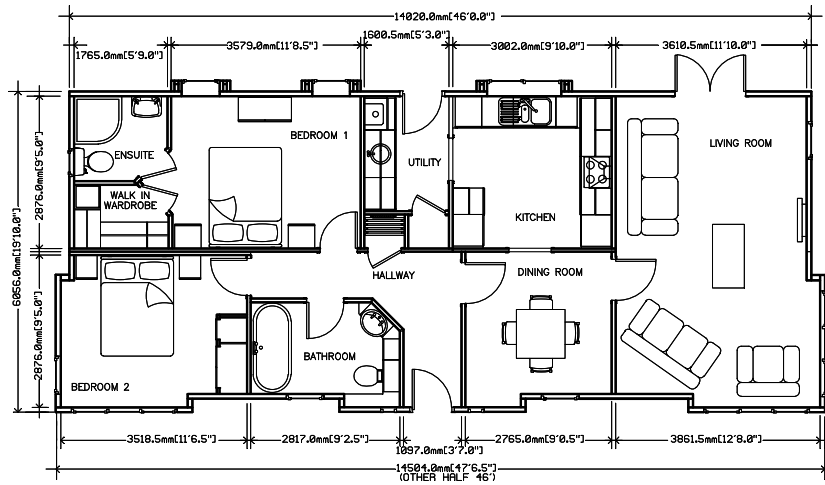 14020.0mm[46'0.0"]
1600.5mm[5'3.0"]
3579.0mm[11'8.5"]
3002.0mm[9'10.0"]
3610.5mm[11'10.0"]
1765.0mm[5'9.0"]
BEDROOM 1
LIVING ROOM
ENSUITE
UTILITY
2876.0mm[9'5.0"]
WALK IN
WARDROBE
KITCHEN
6056.0mm[19'10.0"]
HALLWAY
DINING ROOM
2876.0mm[9'5.0"]
BATHROOM
BEDROOM 2
3518.5mm[11'6.5"]
2817.0mm[9'2.5"]
2765.0mm[9'0.5"]
3861.5mm[12'8.0"]
1097.0mm[3'7.0"]
14504.0mm[47'6.5"]
(OTHER HALF 46')